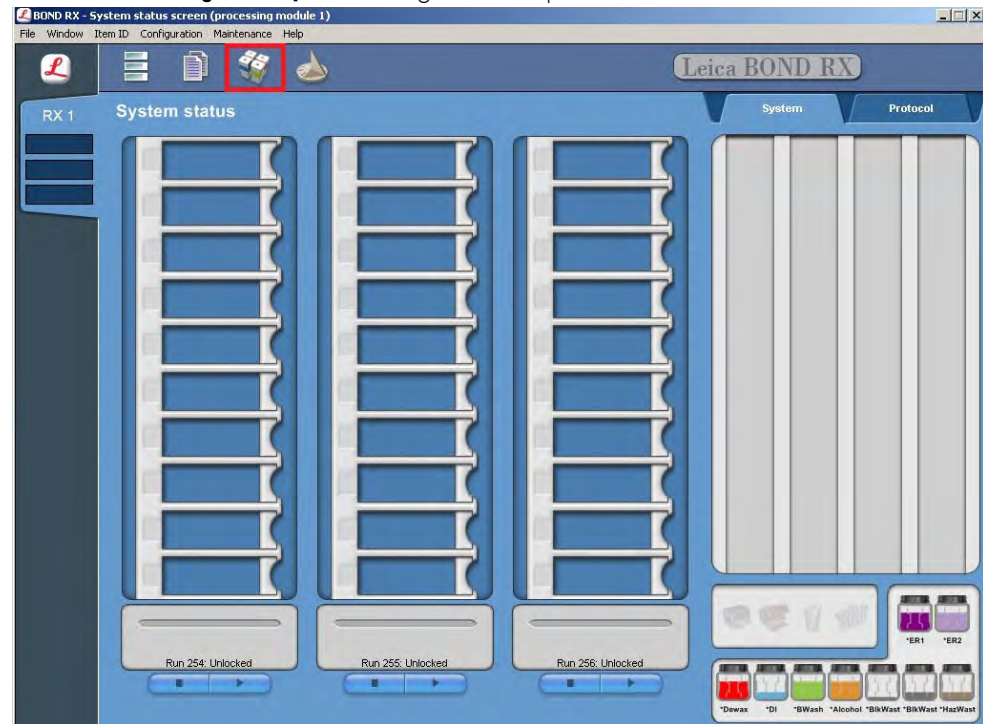 BOND RX - System status screen (processing module 1)
File Window Item ID Configuration Maintenance Help
Leica BOND RX
RX 1
System status
System Protocol
Run 254: Unlocked Run 255: Unlocked Run 256: Unlocked
*ER1 *ER2
*Dewax *DI *BWash *Alcohol *BlkWast *BlkWast *HazWast